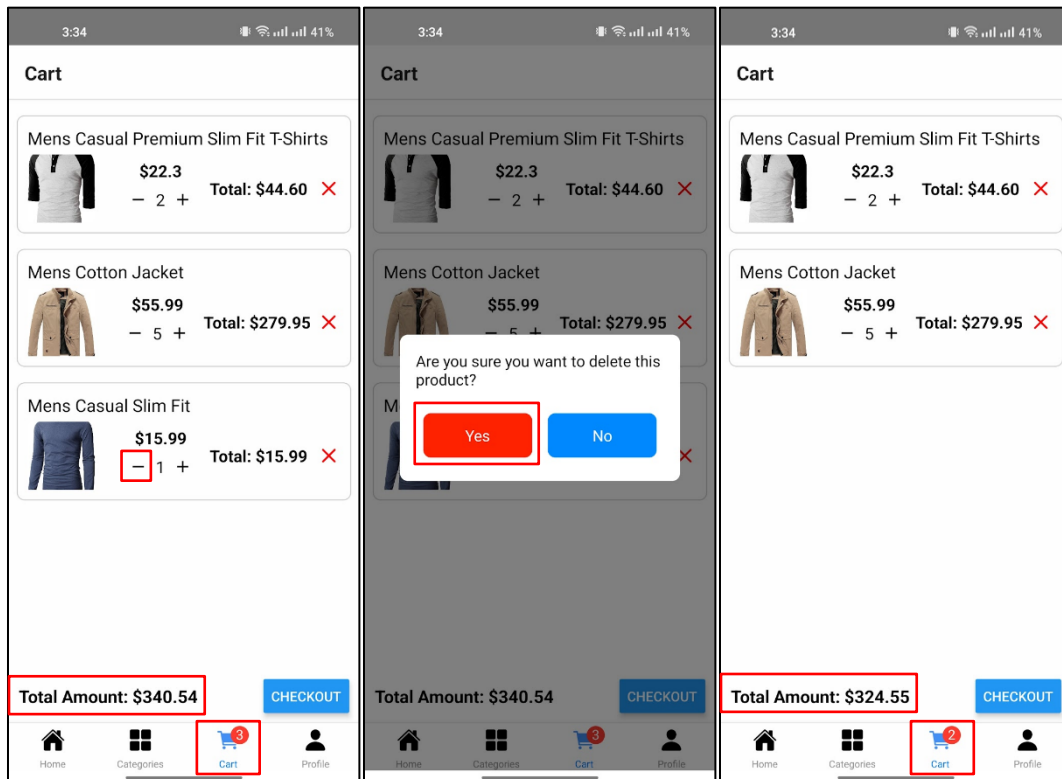 3:34
41%
Cart
Mens Casual Premium Slim Fit T-Shirts
$22.3
− 2 +
Total: $44.60 ×
Mens Cotton Jacket
$55.99
− 5 +
Total: $279.95 ×
Mens Casual Slim Fit
$15.99
− 1 +
Total: $15.99 ×
Total Amount: $340.54
CHECKOUT
3
Home
Categories
Cart
Profile
3:34
41%
Cart
Mens Casual Premium Slim Fit T-Shirts
$22.3
− 2 +
Total: $44.60 ×
Mens Cotton Jacket
$55.99
− 5 +
Total: $279.95 ×
Are you sure you want to delete this
product?
Yes
No
M
×
Total Amount: $340.54
CHECKOUT
3
Home
Categories
Cart
Profile
3:34
41%
Cart
Mens Casual Premium Slim Fit T-Shirts
$22.3
− 2 +
Total: $44.60 ×
Mens Cotton Jacket
$55.99
− 5 +
Total: $279.95 ×
Total Amount: $324.55
CHECKOUT
2
Home
Categories
Cart
Profile